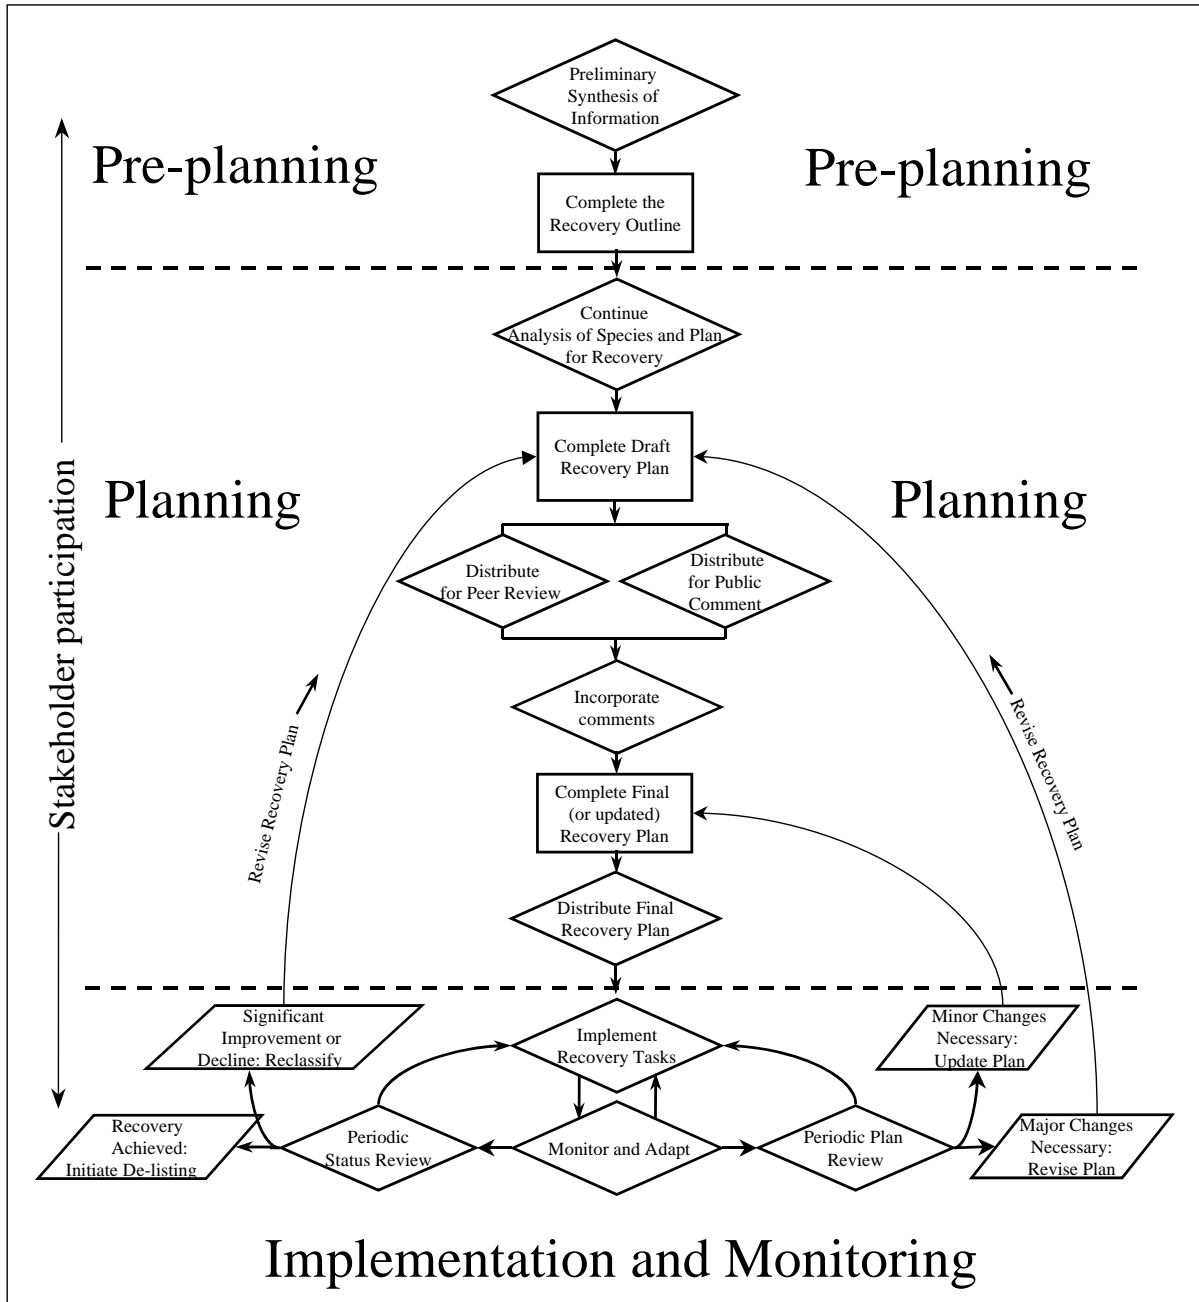 Preliminary
Synthesis of
Information
Pre-planning
Pre-planning
Complete the
Recovery Outline
Continue
Analysis of Species and Plan
for Recovery
Complete Draft
Recovery Plan
Planning
Planning
Stakeholder participation
Distribute
for Peer Review
Distribute
for Public
Comment
Incorporate
comments
Revise Recovery Plan
Revise Recovery Plan
Complete Final
(or updated)
Recovery Plan
Distribute Final
Recovery Plan
Significant
Improvement or
Decline: Reclassify
Implement
Recovery Tasks
Minor Changes
Necessary:
Update Plan
Recovery
Achieved:
Initiate De-listing
Periodic
Status Review
Monitor and Adapt
Periodic Plan
Review
Major Changes
Necessary:
Revise Plan
Implementation and Monitoring